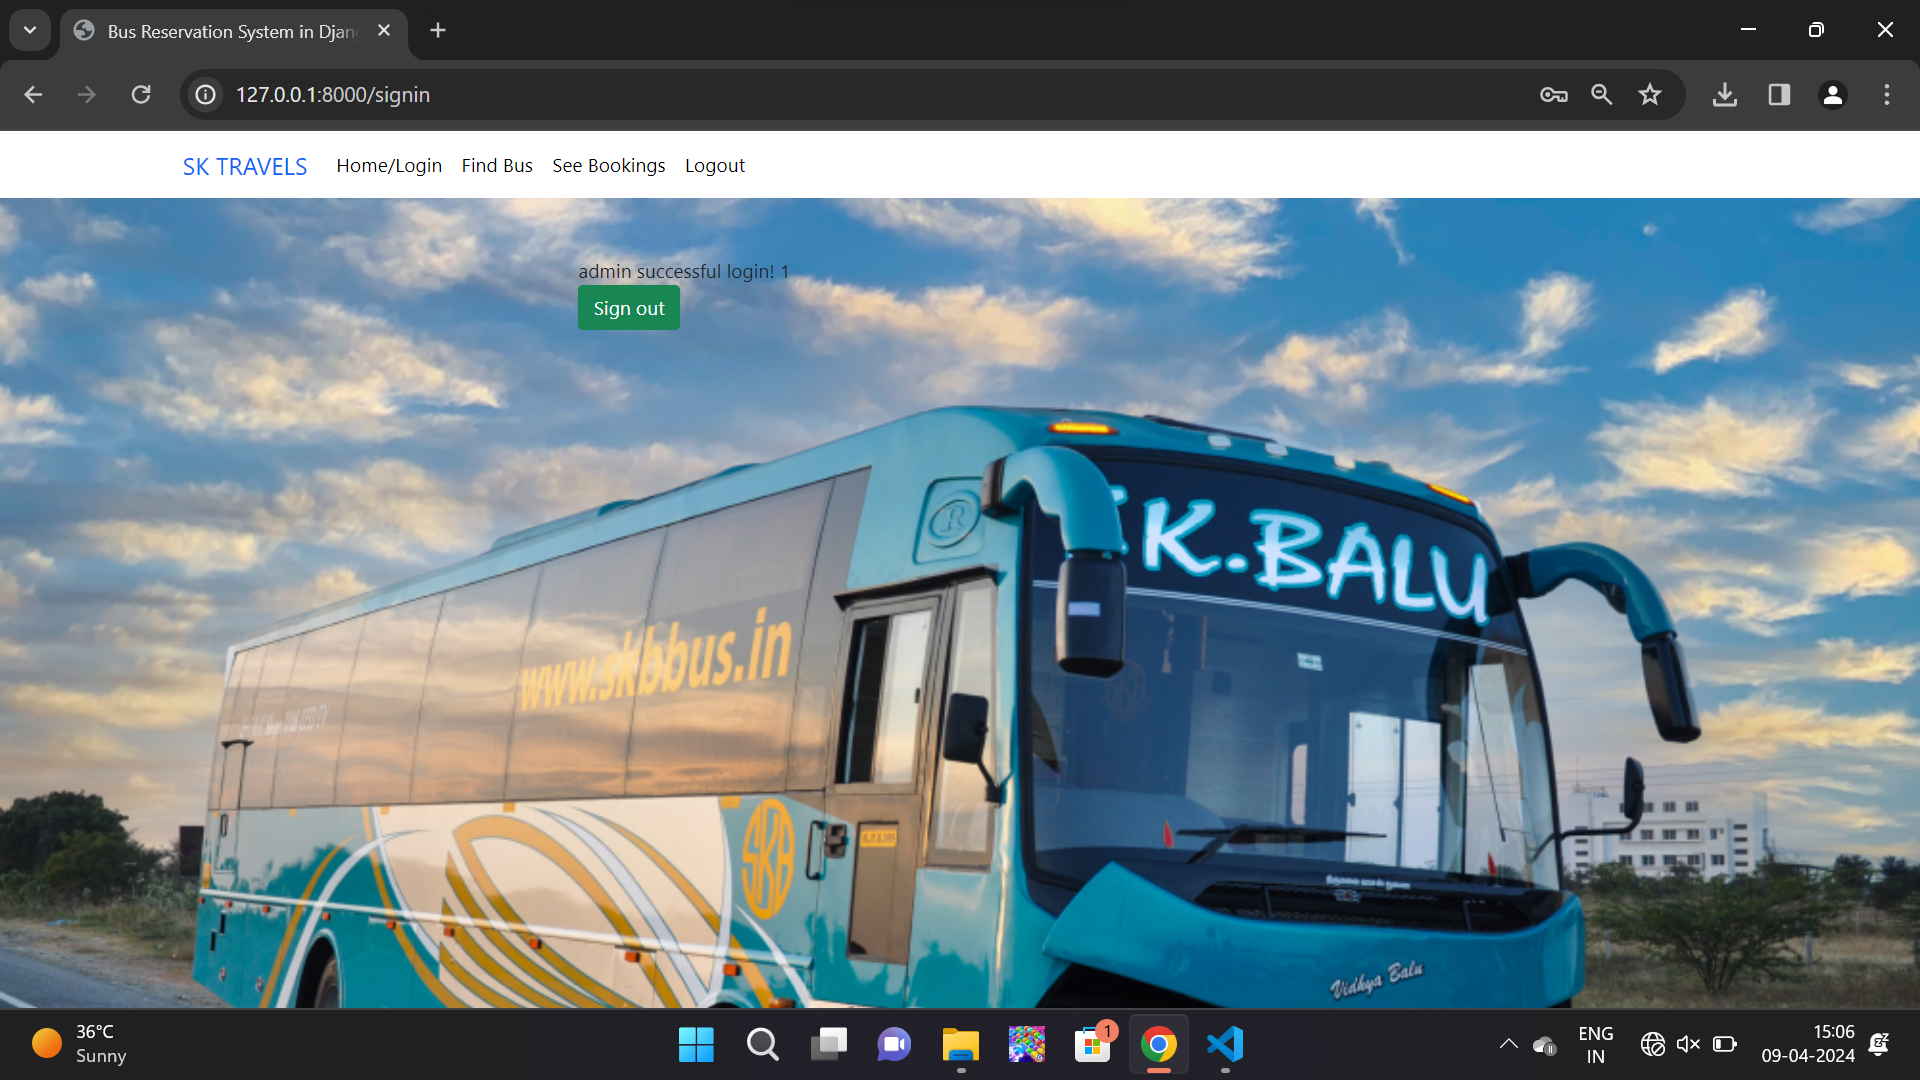 Bus Reservation System in Djan
127.0.0.1:8000/signin
SK TRAVELS Home/Login Find Bus See Bookings Logout
admin successful login! 1
Sign out
K.BALU
www.skbbus.in
SKB
R
Vidhya Balu
36°C
Sunny
1
ENG
IN
15:06
09-04-2024